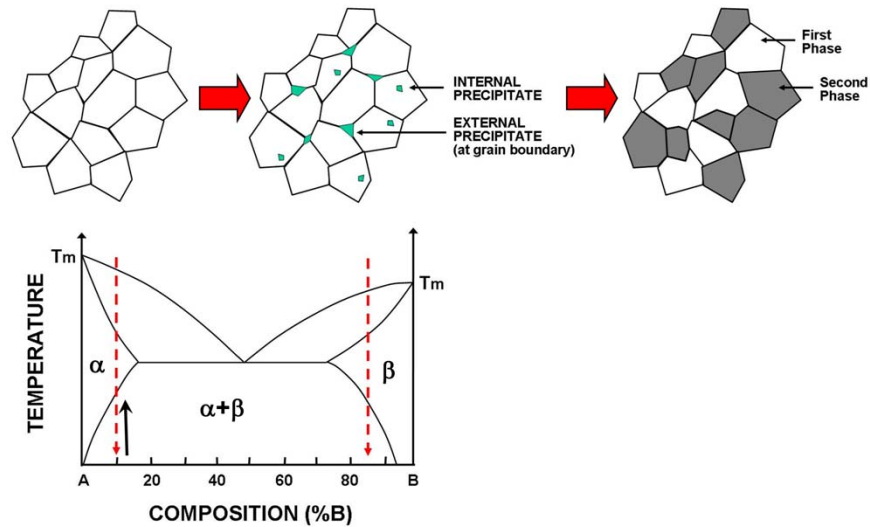 INTERNAL
PRECIPITATE
EXTERNAL
PRECIPITATE
(at grain boundary)
First
Phase
Second
Phase
Tm
Tm
TEMPERATURE
α
α+β
β
A 20 40 60 80 B
COMPOSITION (%B)